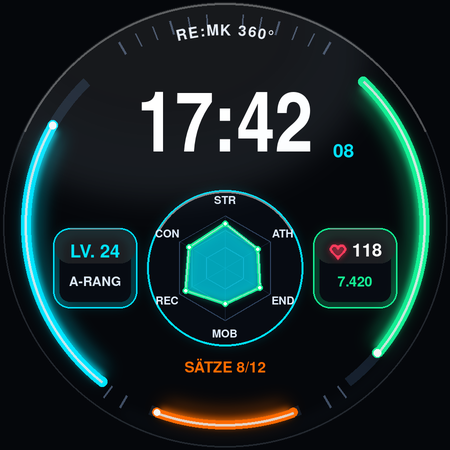 RE:MK 360°
17:42
08
STR
CON
ATH
LV. 24
A-RANG
118
7.420
REC
END
MOB
SÄTZE 8/12